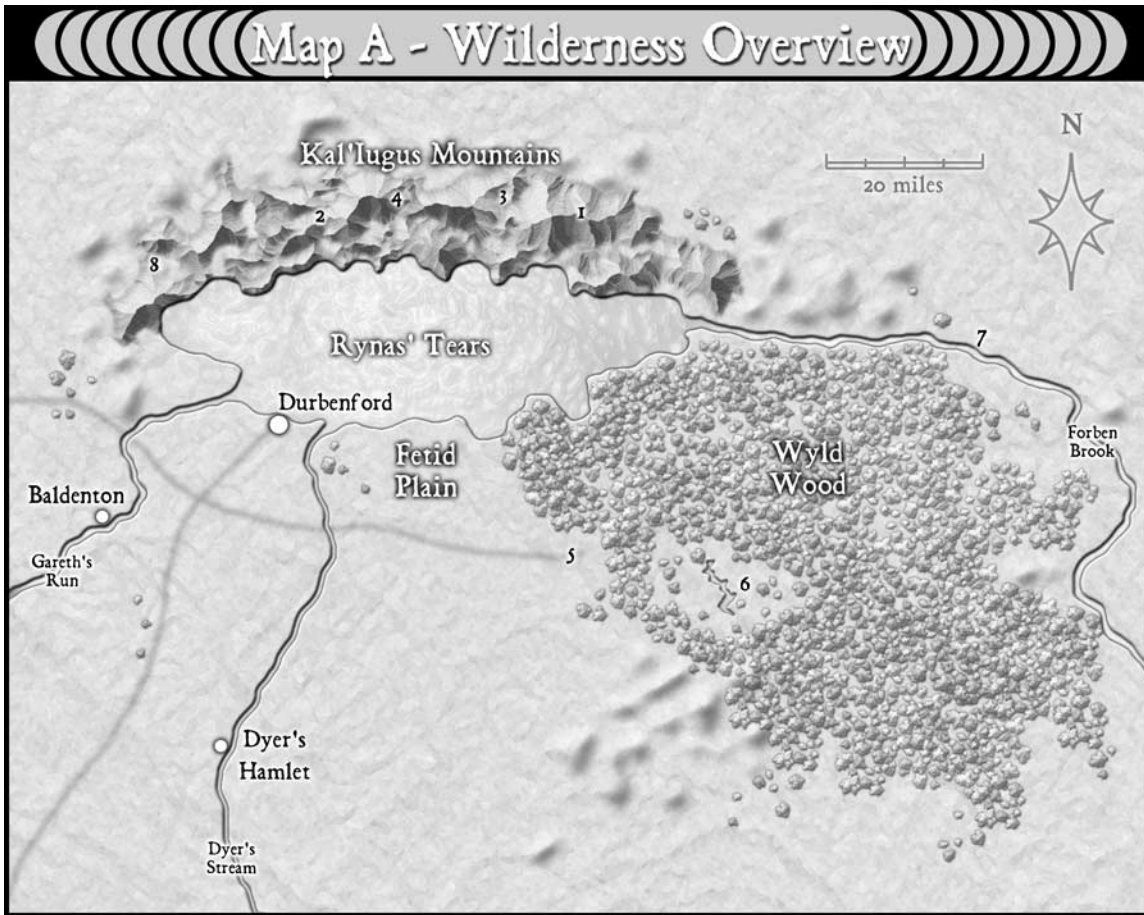 Map A - Wilderness Overview
N
Kal'Iugus Mountains
20 miles
4
3
2
1
8
Rynas' Tears
7
Durbenford
Forben
Brook
Fetid
Plain
Wyld
Wood
Baldenton
Gareth's
Run
5
6
Dyer's
Hamlet
Dyer's
Stream